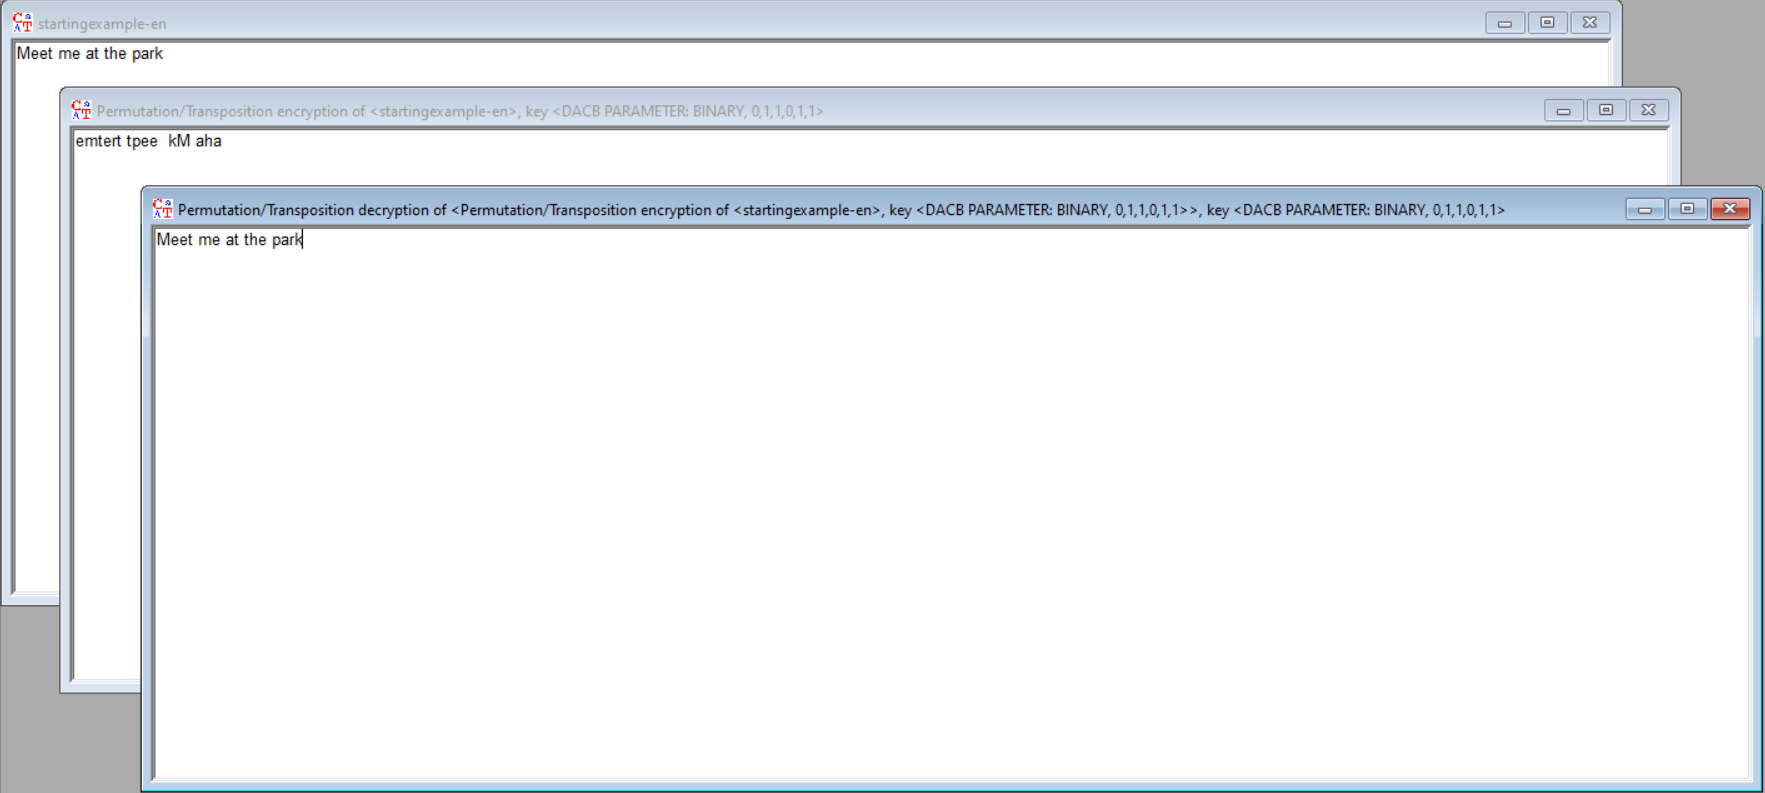 startingexample-en
Meet me at the park
Permutation/Transposition encryption of <startingexample-en>, key <DACB PARAMETER: BINARY, 0,1,1,0,1,1>
emtert tpee  kM aha
Permutation/Transposition decryption of <Permutation/Transposition encryption of <startingexample-en>, key <DACB PARAMETER: BINARY, 0,1,1,0,1,1>>, key <DACB PARAMETER: BINARY, 0,1,1,0,1,1>
Meet me at the park